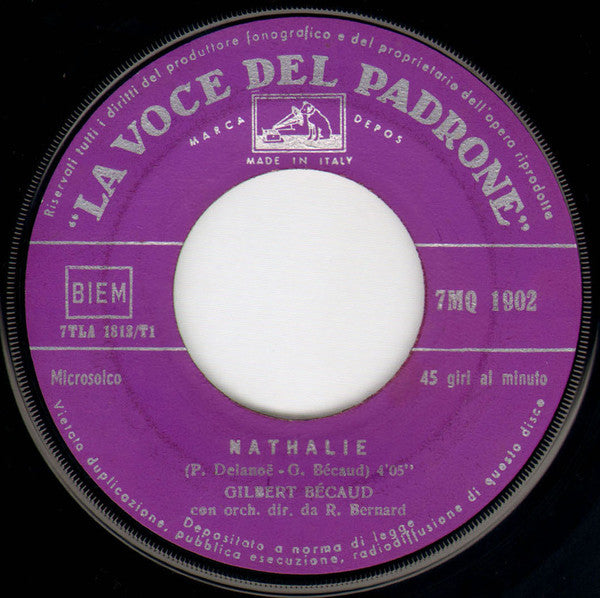 Riservati tutti i diritti del produttore fonografico e del proprietario dell'opera riprodotta
"LA VOCE DEL PADRONE"
MARCA DEPOS
MADE IN ITALY
BIEM
7TLA 1813/T1
7MQ 1902
Microsolco
45 giri al minuto
NATHALIE
(P. Delanoë - G. Bécaud) 4'05"
GILBERT BÉCAUD
con orch. dir. da R. Bernard
Depositato a norma di legge
Vietata duplicazione, pubblica esecuzione, radiodiffusione di questo disco